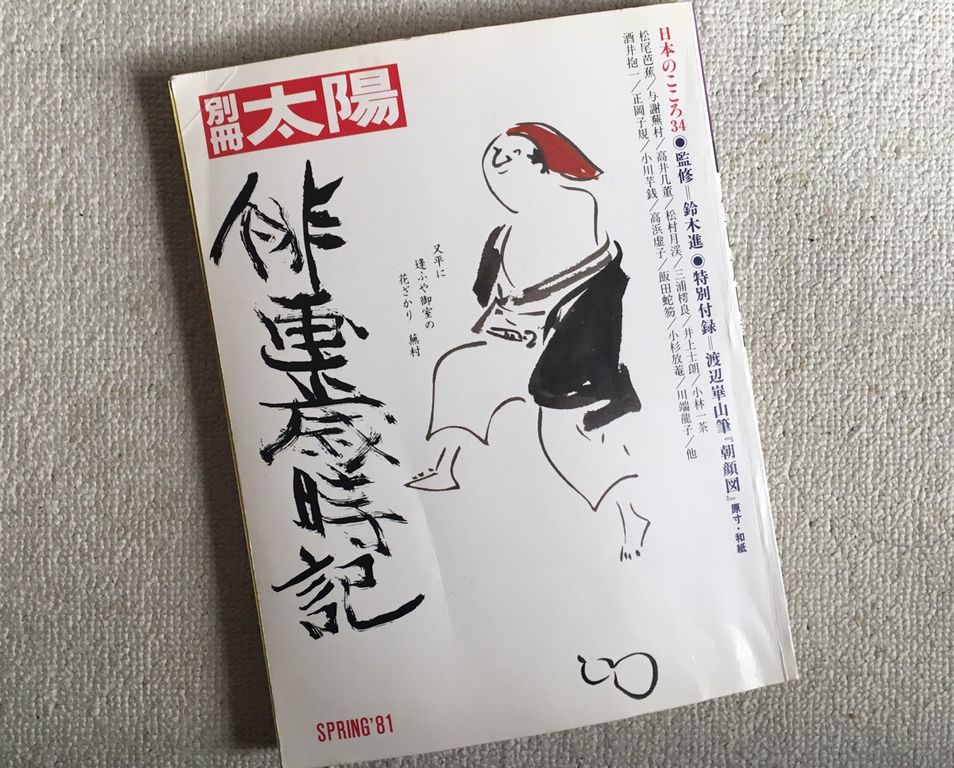 日本のこころ34●監修=鈴木進●特別付録=渡辺崋山筆『朝顔図』原寸・和紙
松尾芭蕉/与謝蕪村/高井几董/松村月渓/三浦樗良/井上士朗/小林一茶
酒井抱一/正岡子規/小川芋銭/高浜虚子/飯田蛇笏/小杉放菴/川端龍子/他
別冊太陽
俳畫歳時記
又平に
逢ふや御室の
花ざかり 蕪村
SPRING'81